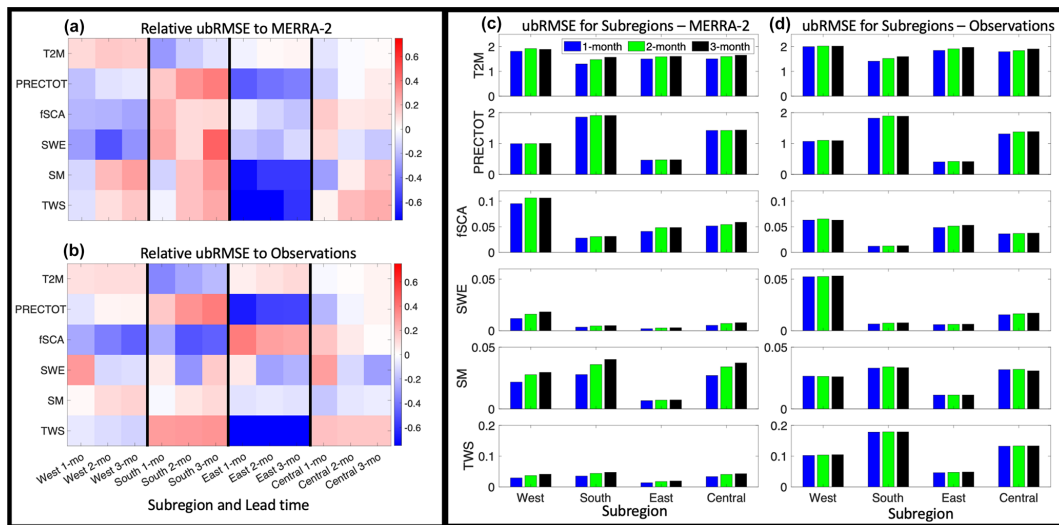 (a) Relative ubRMSE to MERRA-2
T2M
PRECTOT
fSCA
SWE
SM
TWS
0.6
0.4
0.2
0
-0.2
-0.4
-0.6
(b) Relative ubRMSE to Observations
T2M
PRECTOT
fSCA
SWE
SM
TWS
0.6
0.4
0.2
0
-0.2
-0.4
-0.6
West 1-mo
West 2-mo
West 3-mo
South 1-mo
South 2-mo
South 3-mo
East 1-mo
East 2-mo
East 3-mo
Central 1-mo
Central 2-mo
Central 3-mo
Subregion and Lead time
(c) ubRMSE for Subregions – MERRA-2
1-month 2-month 3-month
T2M
2
1
0
PRECTOT
2
1
0
fSCA
0.1
0.05
0
SWE
0.05
0
SM
0.05
0
TWS
0.2
0.1
0
West South East Central
Subregion
(d) ubRMSE for Subregions – Observations
2
1
0
2
1
0
0.1
0.05
0
0.05
0
0.05
0
0.2
0.1
0
West South East Central
Subregion